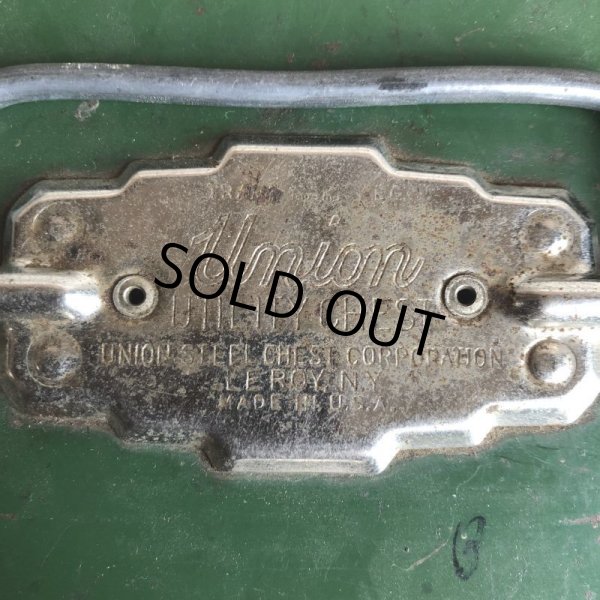 Union
UTILITY CHEST
UNION STEEL CHEST CORPORATION
LE ROY, N.Y.
MADE IN U.S.A.
SOLD OUT